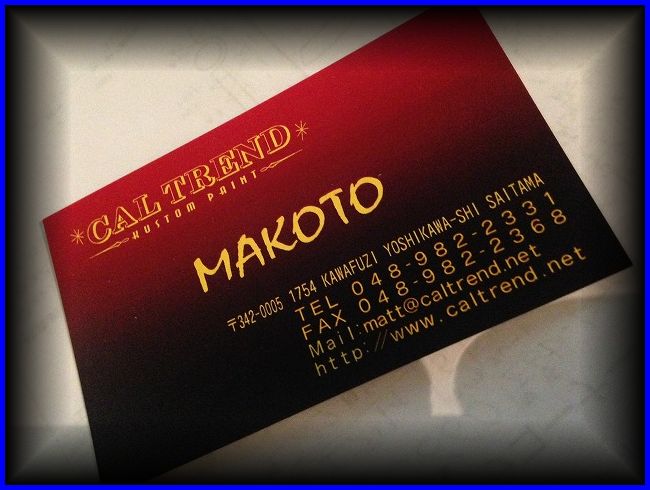 *CAL TREND*
KUSTOM PAINT
MAKOTO
〒342-0005 1754 KAWAFUZI YOSHIKAWA-SHI SAITAMA
TEL 048-982-2331
FAX 048-982-2368
Mail:matt@caltrend.net
http://www.caltrend.net